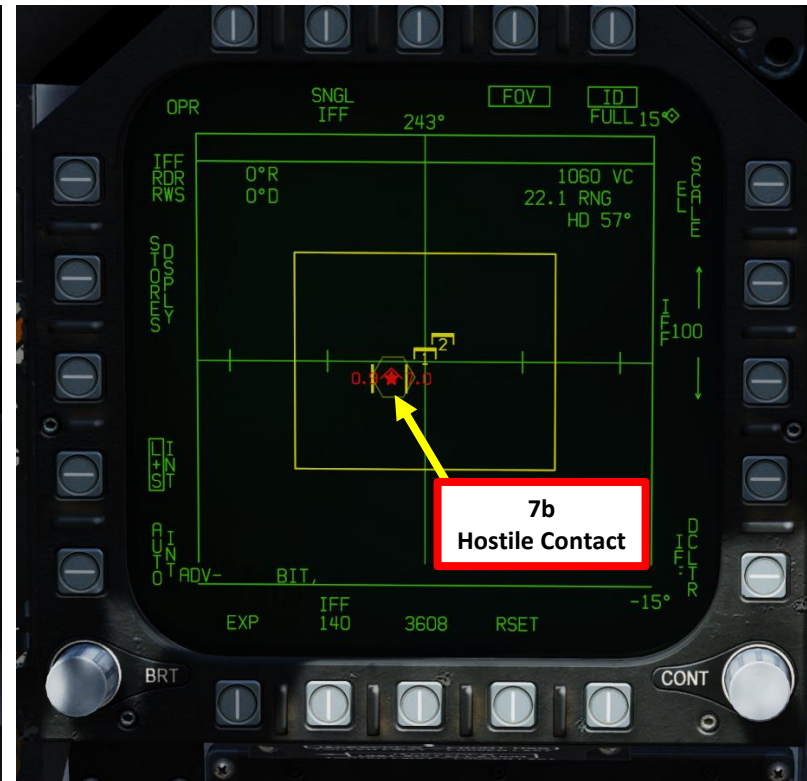 OPR
SNGL
IFF
FOV
ID
FULL 15°
243°
IFF
RDR
RWS
0°R
0°D
1060 VC
22.1 RNG
HD 57°
EL
SCALE
STORES
DSPLY
IFF
100
2
1
7b
Hostile Contact
L+S
INT
AUTO
INT
ADV- BIT,
IFF
DCLTR
-15°
EXP
IFF
140
3608
RSET
BRT
CONT